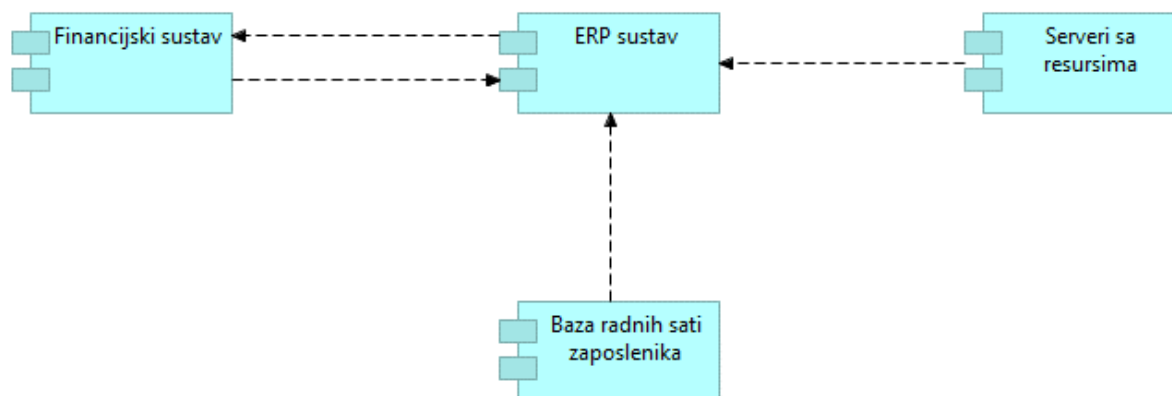 Financijski sustav
ERP sustav
Serveri sa
resursima
Baza radnih sati
zaposlenika